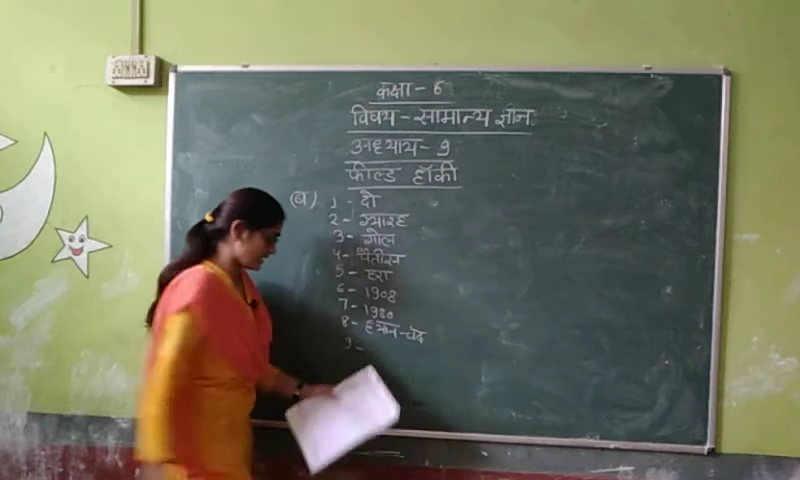 कक्षा - 6
विषय - सामान्य ज्ञान
अध्याय - 9
फील्ड हॉकी
(ब) 1 - दो
2 - ग्यारह
3 - गोल
4 - पैंतीस
5 - हरा
6 - 1908
7 - 1980
8 - ध्यान-चंद
9 -